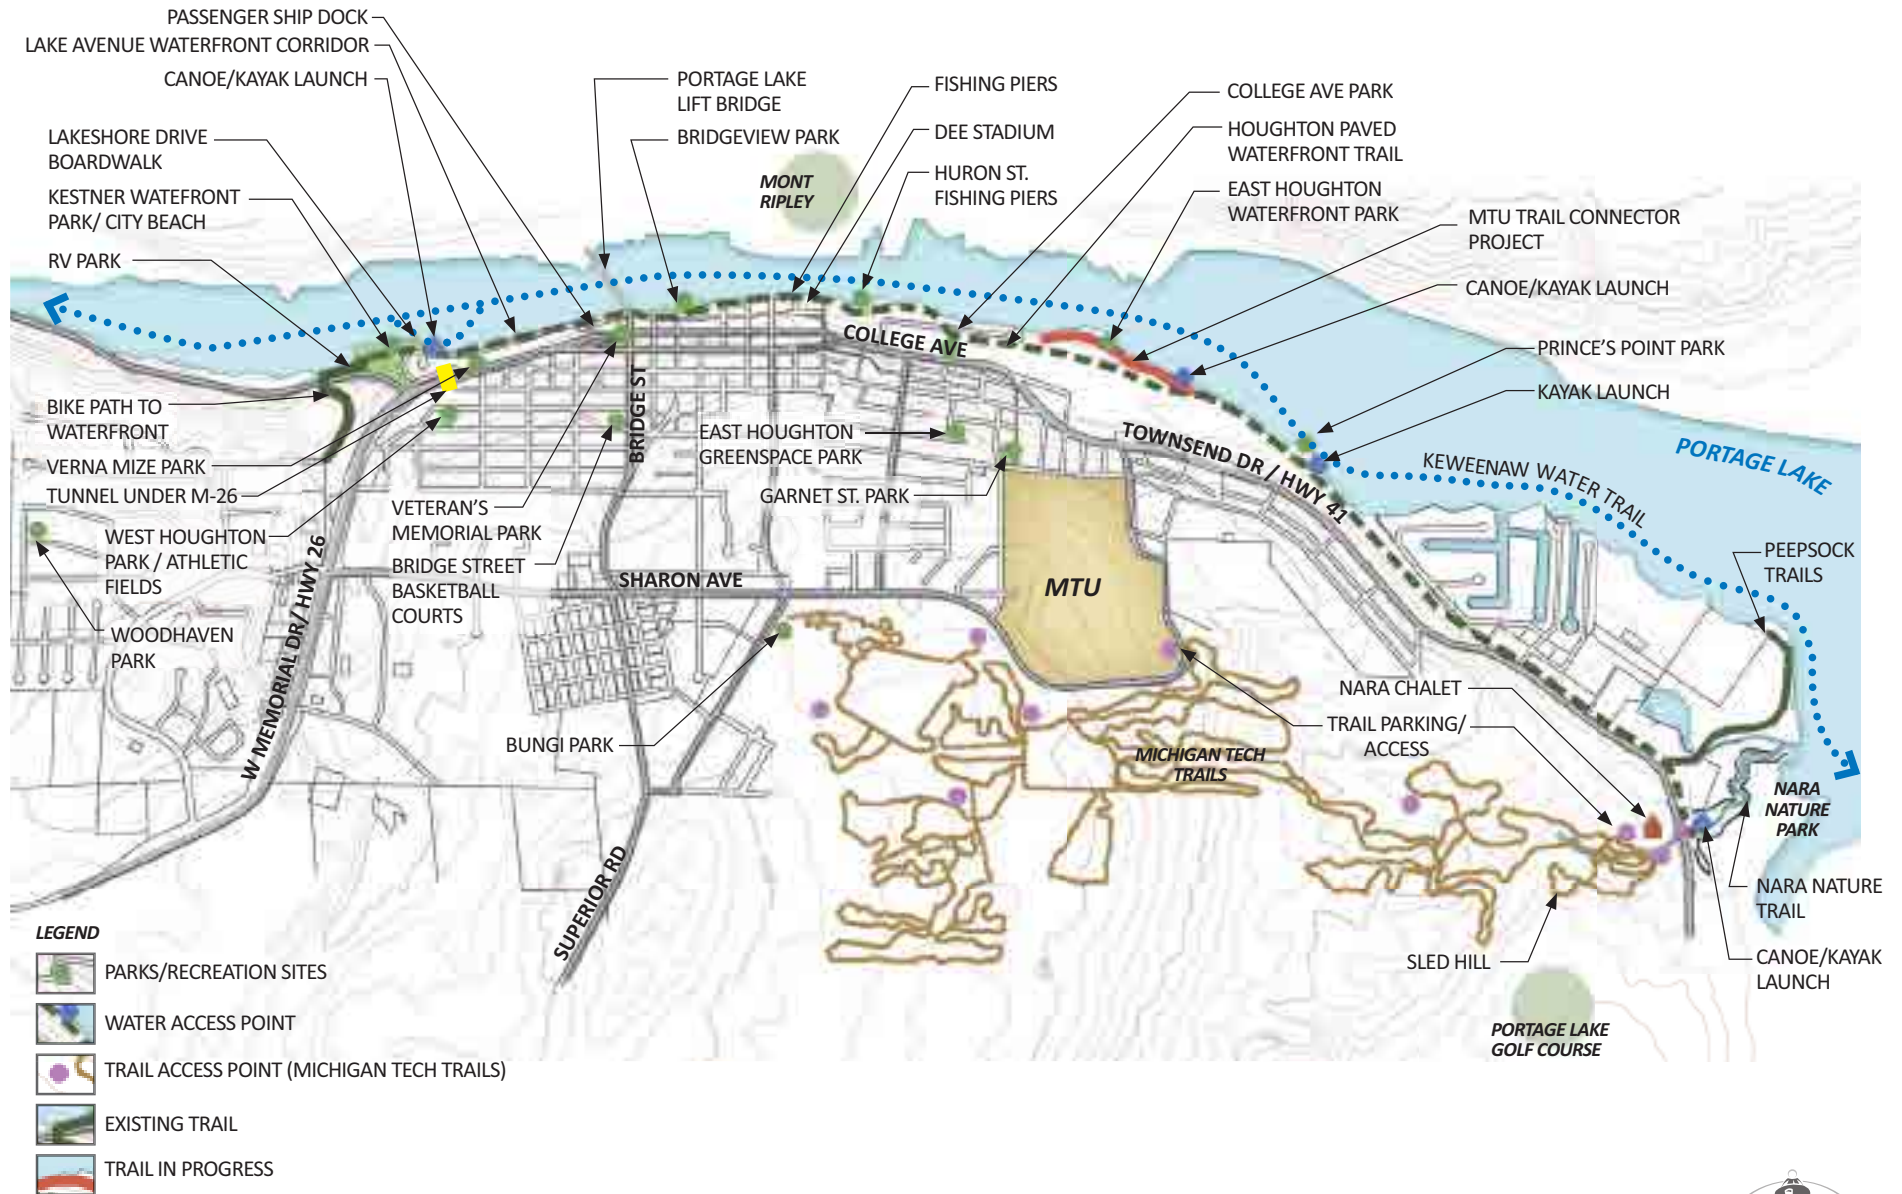 PASSENGER SHIP DOCK
LAKE AVENUE WATERFRONT CORRIDOR
CANOE/KAYAK LAUNCH
LAKESHORE DRIVE
BOARDWALK
KESTNER WATEFRONT
PARK/ CITY BEACH
RV PARK
PORTAGE LAKE
LIFT BRIDGE
BRIDGEVIEW PARK
MONT
RIPLEY
FISHING PIERS
DEE STADIUM
HURON ST.
FISHING PIERS
COLLEGE AVE PARK
HOUGHTON PAVED
WATERFRONT TRAIL
EAST HOUGHTON
WATERFRONT PARK
MTU TRAIL CONNECTOR
PROJECT
CANOE/KAYAK LAUNCH
PRINCE'S POINT PARK
KAYAK LAUNCH
PORTAGE LAKE
KEWEENAW WATER TRAIL
COLLEGE AVE
TOWNSEND DR / HWY 41
BRIDGE ST
BIKE PATH TO
WATERFRONT
VERNA MIZE PARK
TUNNEL UNDER M-26
WEST HOUGHTON
PARK / ATHLETIC
FIELDS
WOODHAVEN
PARK
W MEMORIAL DR/ HWY 26
VETERAN'S
MEMORIAL PARK
BRIDGE STREET
BASKETBALL
COURTS
EAST HOUGHTON
GREENSPACE PARK
GARNET ST. PARK
SHARON AVE
MTU
BUNGI PARK
SUPERIOR RD
MICHIGAN TECH
TRAILS
NARA CHALET
TRAIL PARKING/
ACCESS
PEEPSOCK
TRAILS
NARA
NATURE
PARK
NARA NATURE
TRAIL
CANOE/KAYAK
LAUNCH
SLED HILL
PORTAGE LAKE
GOLF COURSE
LEGEND
PARKS/RECREATION SITES
WATER ACCESS POINT
TRAIL ACCESS POINT (MICHIGAN TECH TRAILS)
EXISTING TRAIL
TRAIL IN PROGRESS